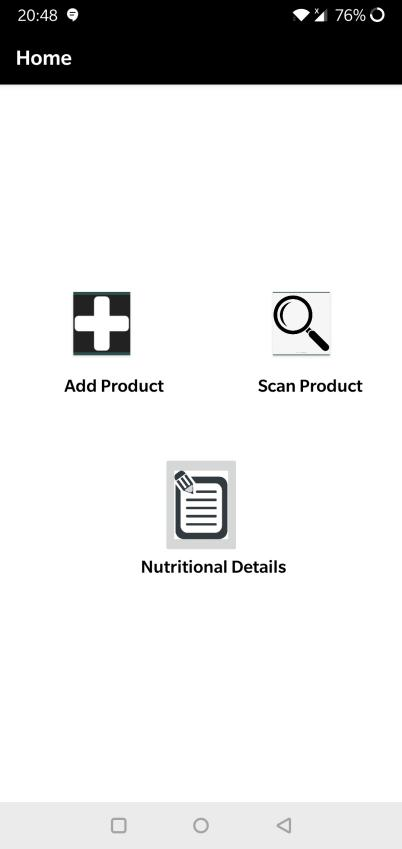 20:48
76%
Home
Add Product
Scan Product
Nutritional Details